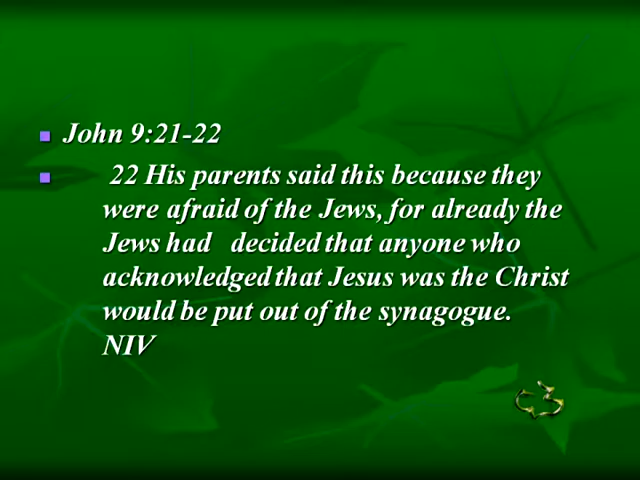 John 9:21-22
22 His parents said this because they
were afraid of the Jews, for already the
Jews had decided that anyone who
acknowledged that Jesus was the Christ
would be put out of the synagogue.
NIV